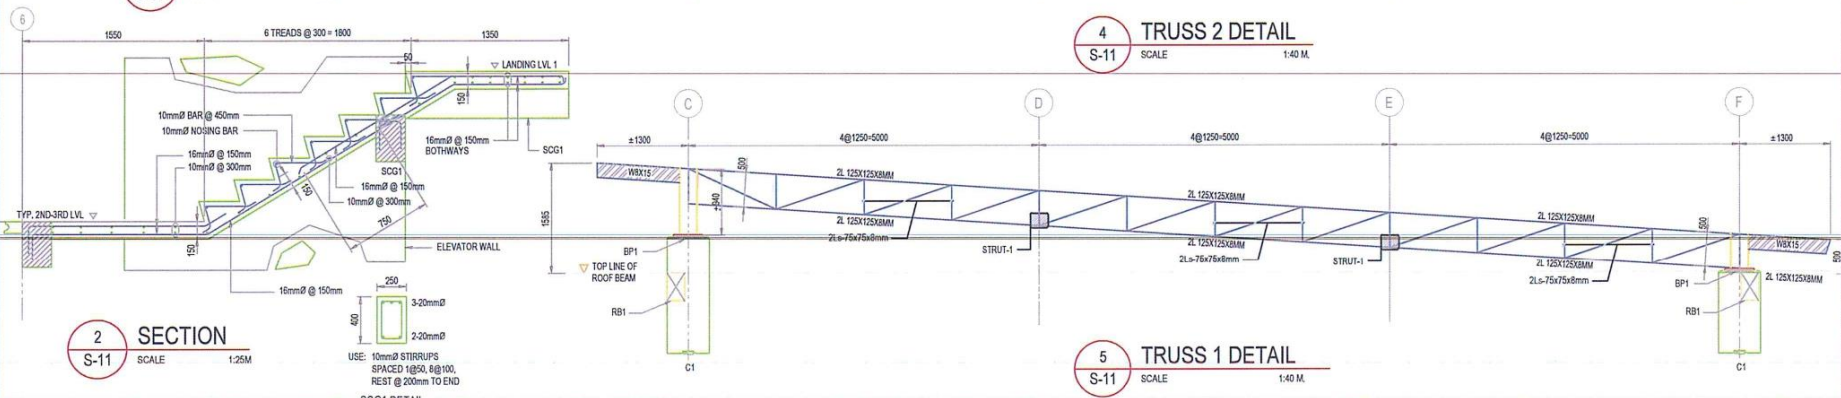 6
1550
6 TREADS @ 300 = 1800
1350
50
LANDING LVL 1
150
10mmØ BAR @ 450mm
10mmØ NOSING BAR
16mmØ @ 150mm
10mmØ @ 300mm
16mmØ @ 150mm
BOTHWAYS
SCG1
SCG1
16mmØ @ 150mm
10mmØ @ 300mm
150
750
TYP. 2ND-3RD LVL
150
ELEVATOR WALL
16mmØ @ 150mm
2
S-11
SECTION
SCALE
1:25M
250
400
3-20mmØ
2-20mmØ
USE: 10mmØ STIRRUPS
SPACED 1@50, 8@100,
REST @ 200mm TO END
4
S-11
TRUSS 2 DETAIL
SCALE
1:40 M.
C
D
E
F
±1300
4@1250=5000
4@1250=5000
4@1250=5000
±1300
W8X15
500
1585
2L 125X125X8MM
2L 125X125X8MM
2L 125X125X8MM
2L 125X125X8MM
2L 125X125X8MM
2L 125X125X8MM
2L 125X125X8MM
2Ls-75x75x8mm
2Ls-75x75x8mm
2Ls-75x75x8mm
STRUT-1
STRUT-1
500
W8X15
500
BP1
TOP LINE OF
ROOF BEAM
RB1
C1
BP1
RB1
C1
5
S-11
TRUSS 1 DETAIL
SCALE
1:40 M.